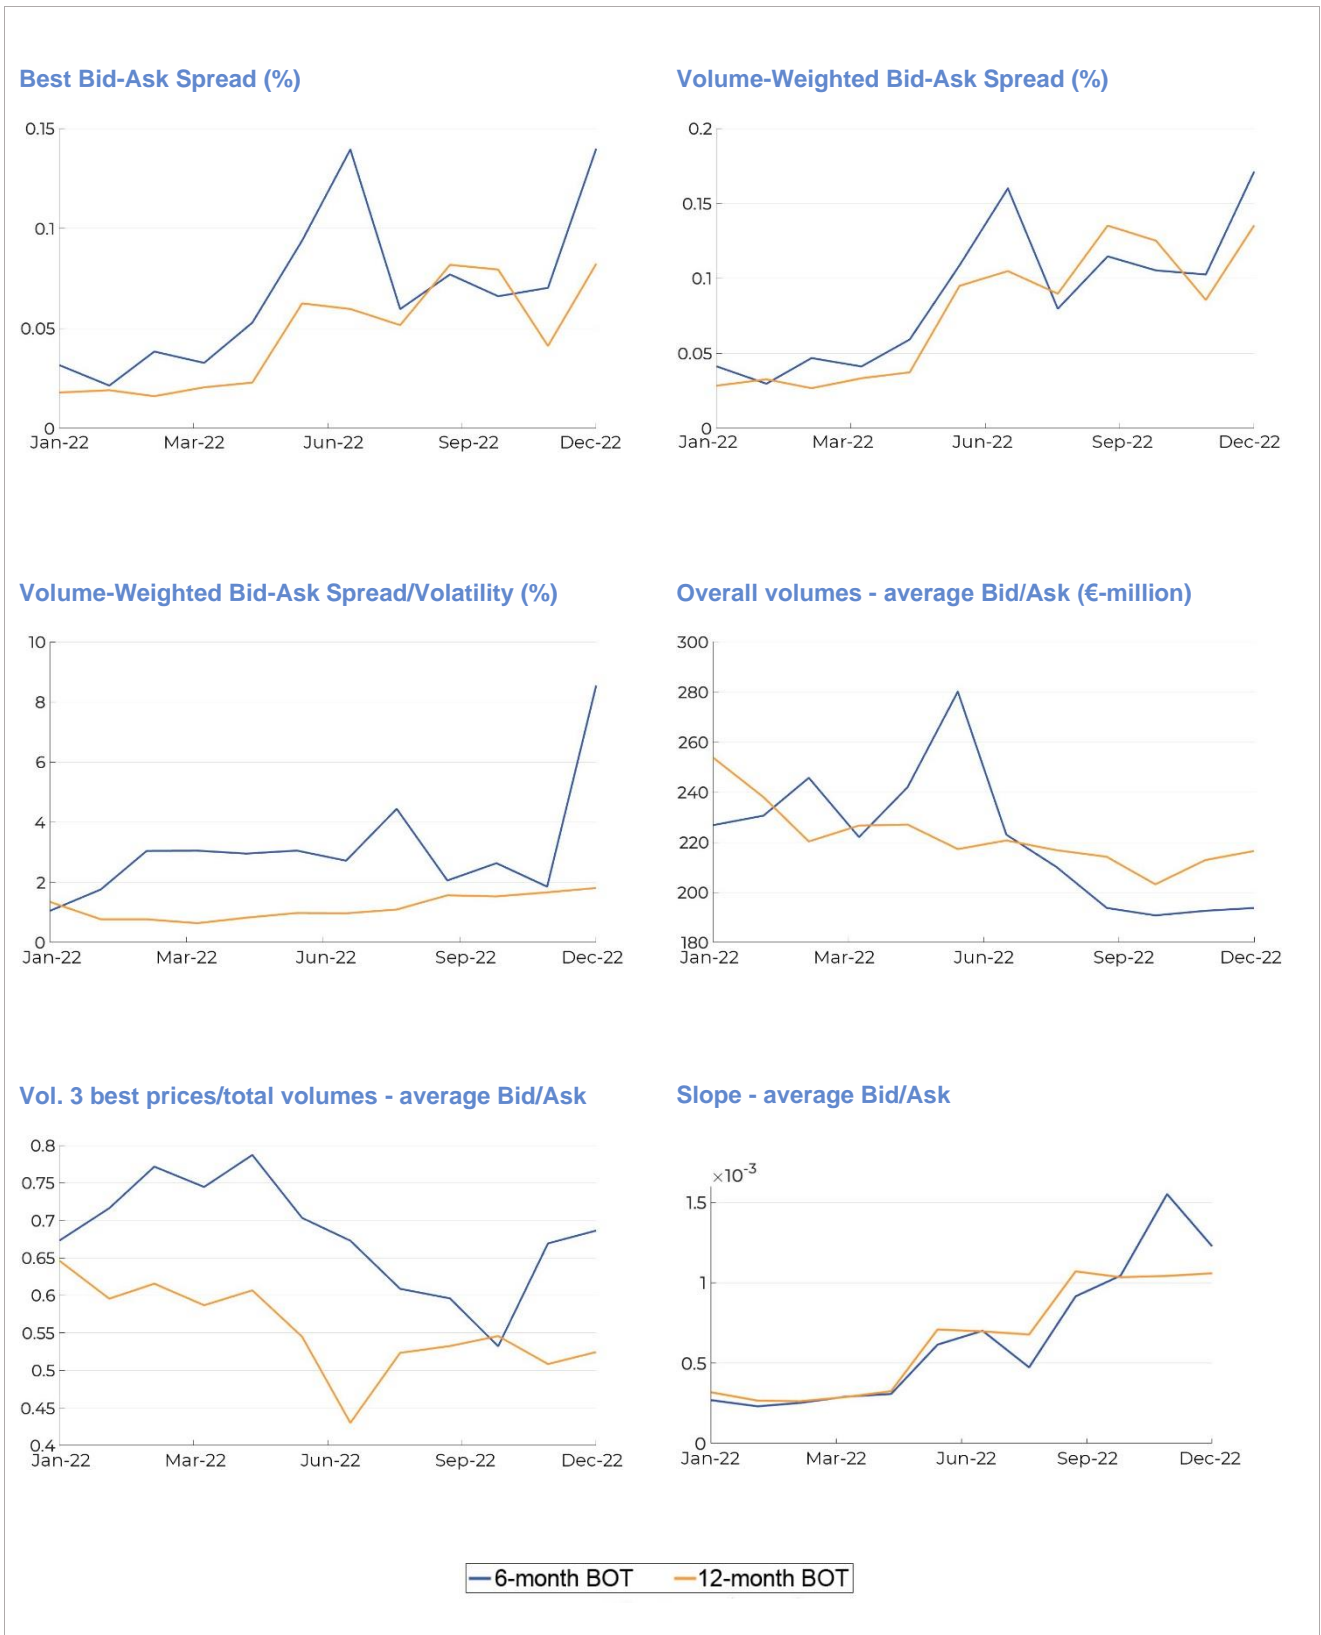 Best Bid-Ask Spread (%)
0.15
0.1
0.05
0
Jan-22 Mar-22 Jun-22 Sep-22 Dec-22
Volume-Weighted Bid-Ask Spread (%)
0.2
0.15
0.1
0.05
0
Jan-22 Mar-22 Jun-22 Sep-22 Dec-22
Volume-Weighted Bid-Ask Spread/Volatility (%)
10
8
6
4
2
0
Jan-22 Mar-22 Jun-22 Sep-22 Dec-22
Overall volumes - average Bid/Ask (€-million)
300
280
260
240
220
200
180
Jan-22 Mar-22 Jun-22 Sep-22 Dec-22
Vol. 3 best prices/total volumes - average Bid/Ask
0.8
0.75
0.7
0.65
0.6
0.55
0.5
0.45
0.4
Jan-22 Mar-22 Jun-22 Sep-22 Dec-22
Slope - average Bid/Ask
×10⁻³
1.5
1
0.5
0
Jan-22 Mar-22 Jun-22 Sep-22 Dec-22
6-month BOT 12-month BOT